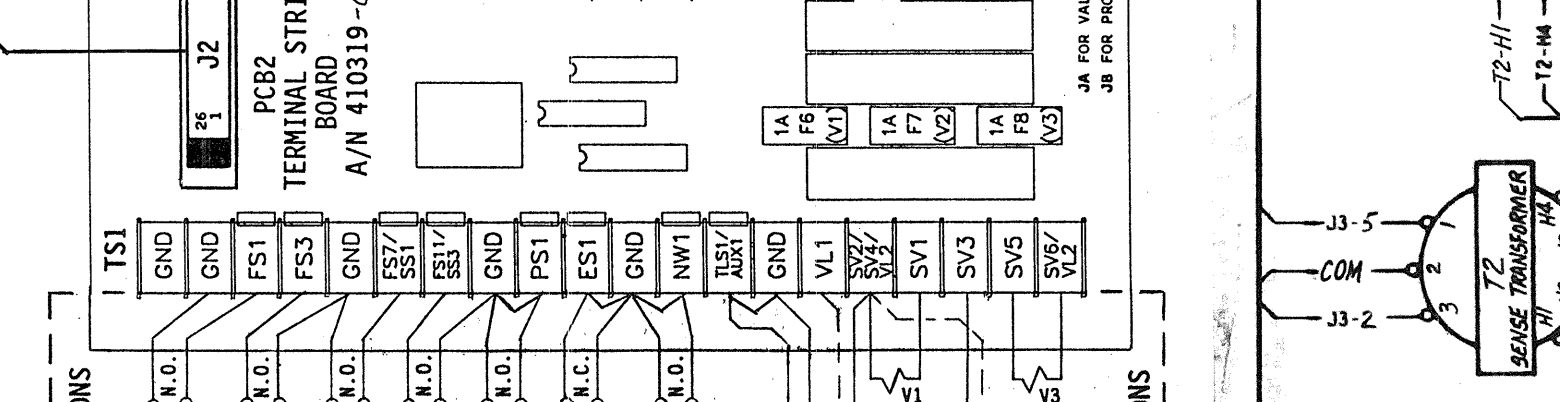 J2
26
1
PCB2
TERMINAL STRI
BOARD
A/N 410319-
JA FOR VAL
JB FOR PRO
1A
F6
(V1)
1A
F7
(V2)
1A
F8
(V3)
TS1
GND
GND
FS1
FS3
GND
FS7/
SS1
FS11/
SS3
GND
PS1
ES1
GND
NW1
TLS1/
AUX1
GND
VL1
SV2/
SV4/
VL2
SV1
SV3
SV5
SV6/
VL2
N.O.
N.O.
N.O.
N.O.
N.O.
N.C.
N.O.
V1
V3
ONS
ONS
T2-H1
T2-H4
J3-5
COM
J3-2
1
2
3
T2
SENSE TRANSFORMER
H4
H1